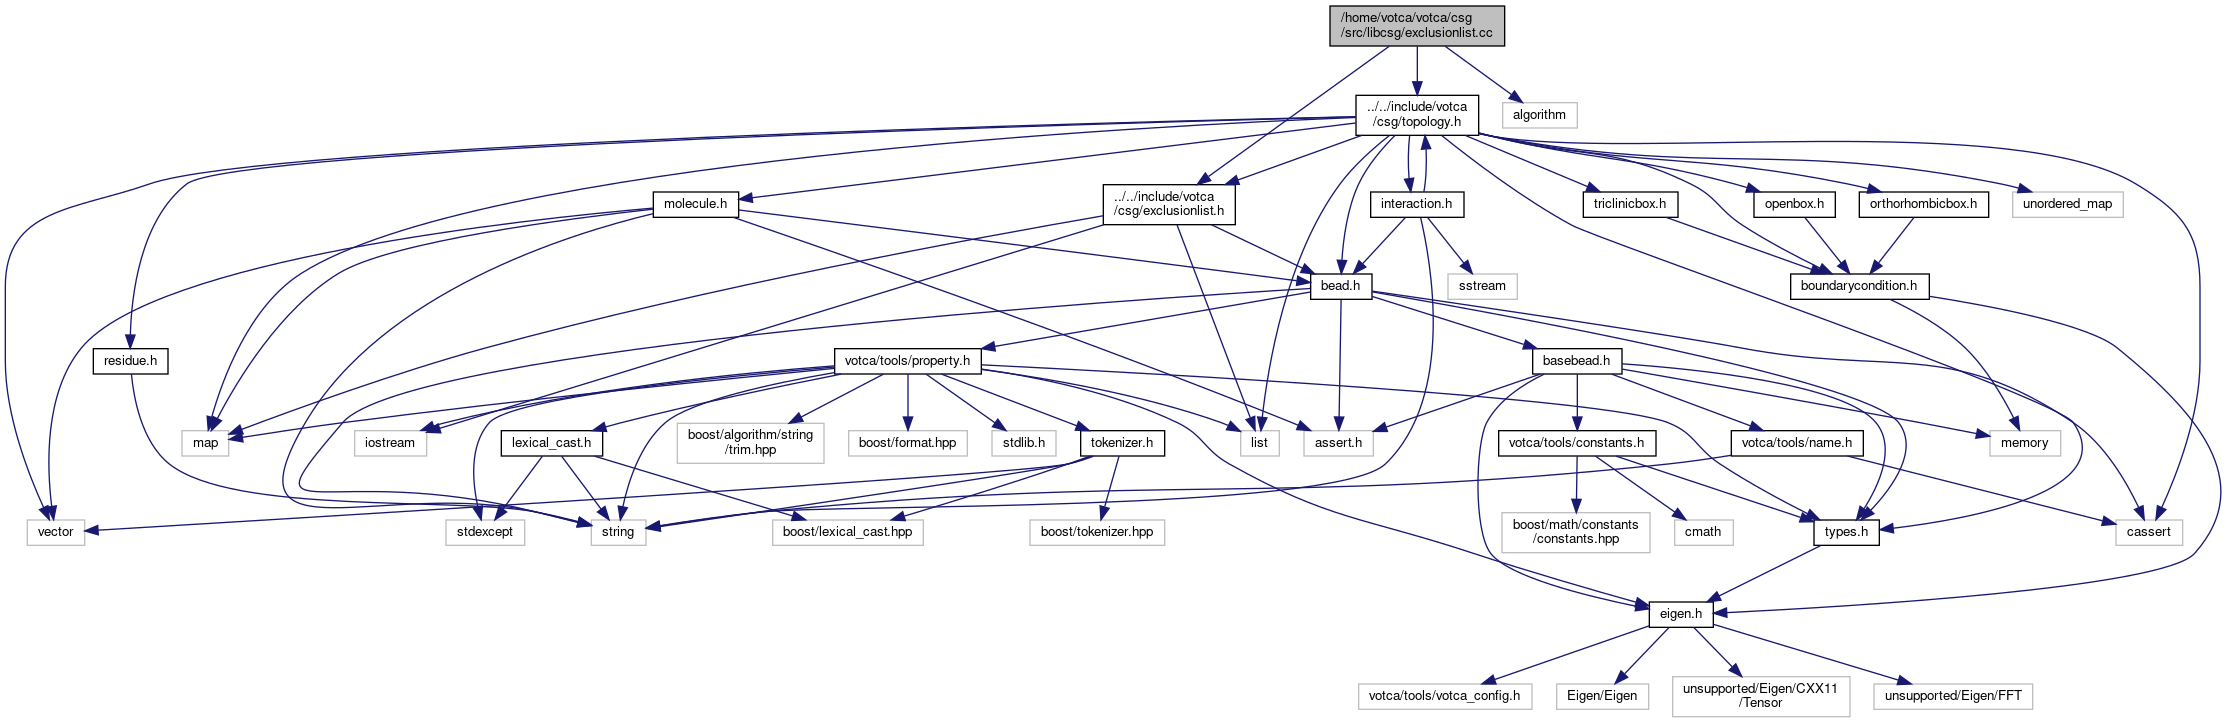 /home/votca/votca/csg
/src/libcsg/exclusionlist.cc
../../include/votca
/csg/topology.h
algorithm
molecule.h
../../include/votca
/csg/exclusionlist.h
interaction.h
triclinicbox.h
openbox.h
orthorhombicbox.h
unordered_map
bead.h
sstream
boundarycondition.h
residue.h
votca/tools/property.h
basebead.h
map
iostream
lexical_cast.h
boost/algorithm/string
/trim.hpp
boost/format.hpp
stdlib.h
tokenizer.h
list
assert.h
votca/tools/constants.h
votca/tools/name.h
memory
vector
stdexcept
string
boost/lexical_cast.hpp
boost/tokenizer.hpp
boost/math/constants
/constants.hpp
cmath
types.h
cassert
eigen.h
votca/tools/votca_config.h
Eigen/Eigen
unsupported/Eigen/CXX11
/Tensor
unsupported/Eigen/FFT